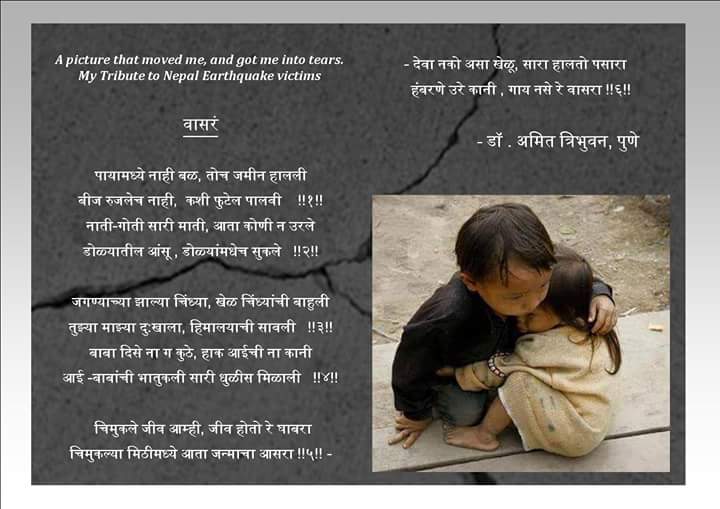 A picture that moved me, and got me into tears.
My Tribute to Nepal Earthquake victims
वासरं
पायामध्ये नाही बळ, तोच जमीन हालली
बीज रुजलेच नाही, कशी फुटेल पालवी !!१!!
नाती-गोती सारी माती, आता कोणी न उरले
डोळ्यातील आंसू , डोळ्यांमधेच सुकले !!२!!
जगण्याच्या झाल्या चिंध्या, खेळ चिंध्यांची बाहुली
तुझ्या माझ्या दु:खाला, हिमालयाची सावली !!३!!
बाबा दिसे ना ग कुठे, हाक आईची ना कानी
आई -बाबांची भातुकली सारी धुळीस मिळाली !!४!!
चिमुकले जीव आम्ही, जीव होतो रे घाबरा
चिमुकल्या मिठीमध्ये आता जन्माचा आसरा !!५!! -
- देवा नको असा खेळू, सारा हालतो पसारा
हंबरणे उरे कानी , गाय नसे रे वासरा !!६!!
- डॉ . अमित त्रिभुवन, पुणे